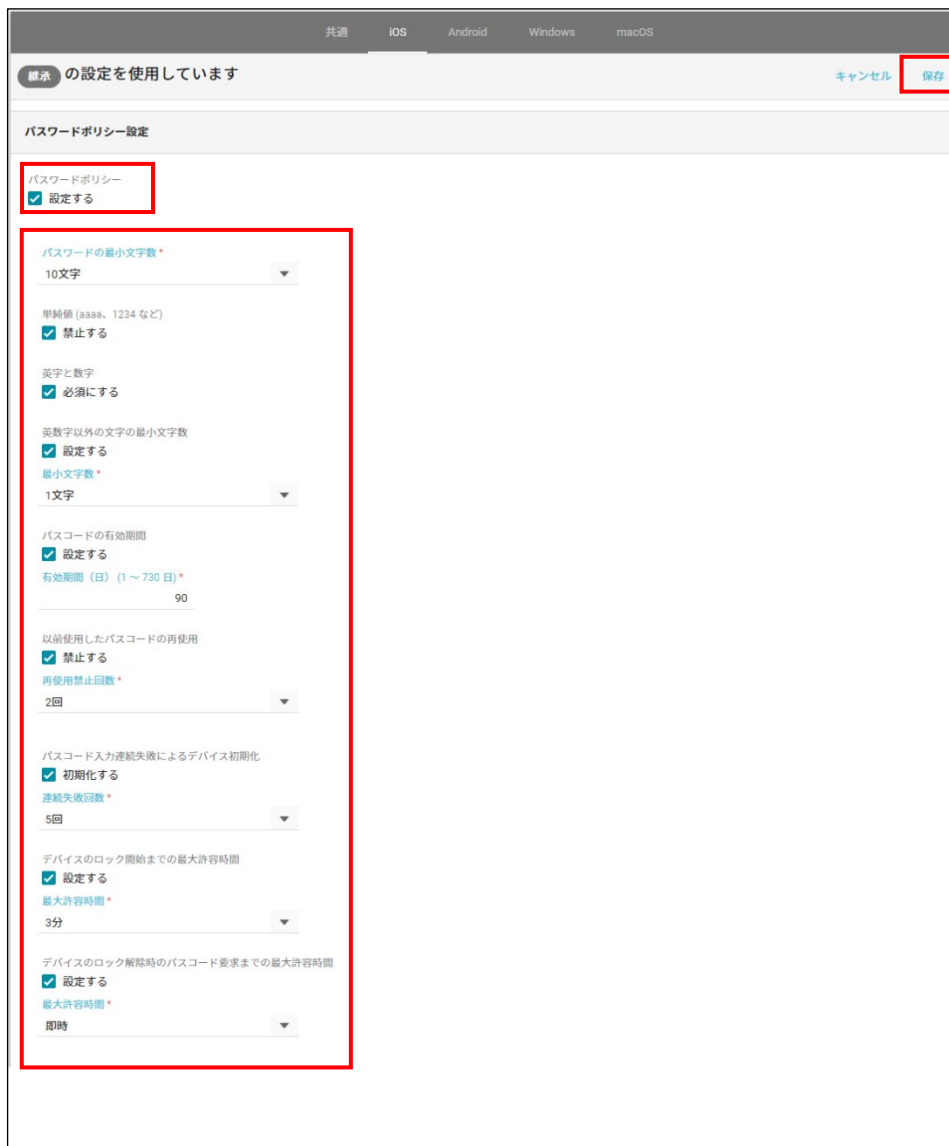 共通 iOS Android Windows macOS
継承 の設定を使用しています キャンセル 保存
パスワードポリシー設定
パスワードポリシー
設定する
パスワードの最小文字数 *
10文字
単純値 (aaaa、1234 など)
禁止する
英字と数字
必須にする
英数字以外の文字の最小文字数
設定する
最小文字数 *
1文字
パスコードの有効期間
設定する
有効期間（日） (1 ～ 730 日) *
90
以前使用したパスコードの再使用
禁止する
再使用禁止回数 *
2回
パスコード入力連続失敗によるデバイス初期化
初期化する
連続失敗回数 *
5回
デバイスのロック開始までの最大許容時間
設定する
最大許容時間 *
3分
デバイスのロック解除時のパスコード要求までの最大許容時間
設定する
最大許容時間 *
即時